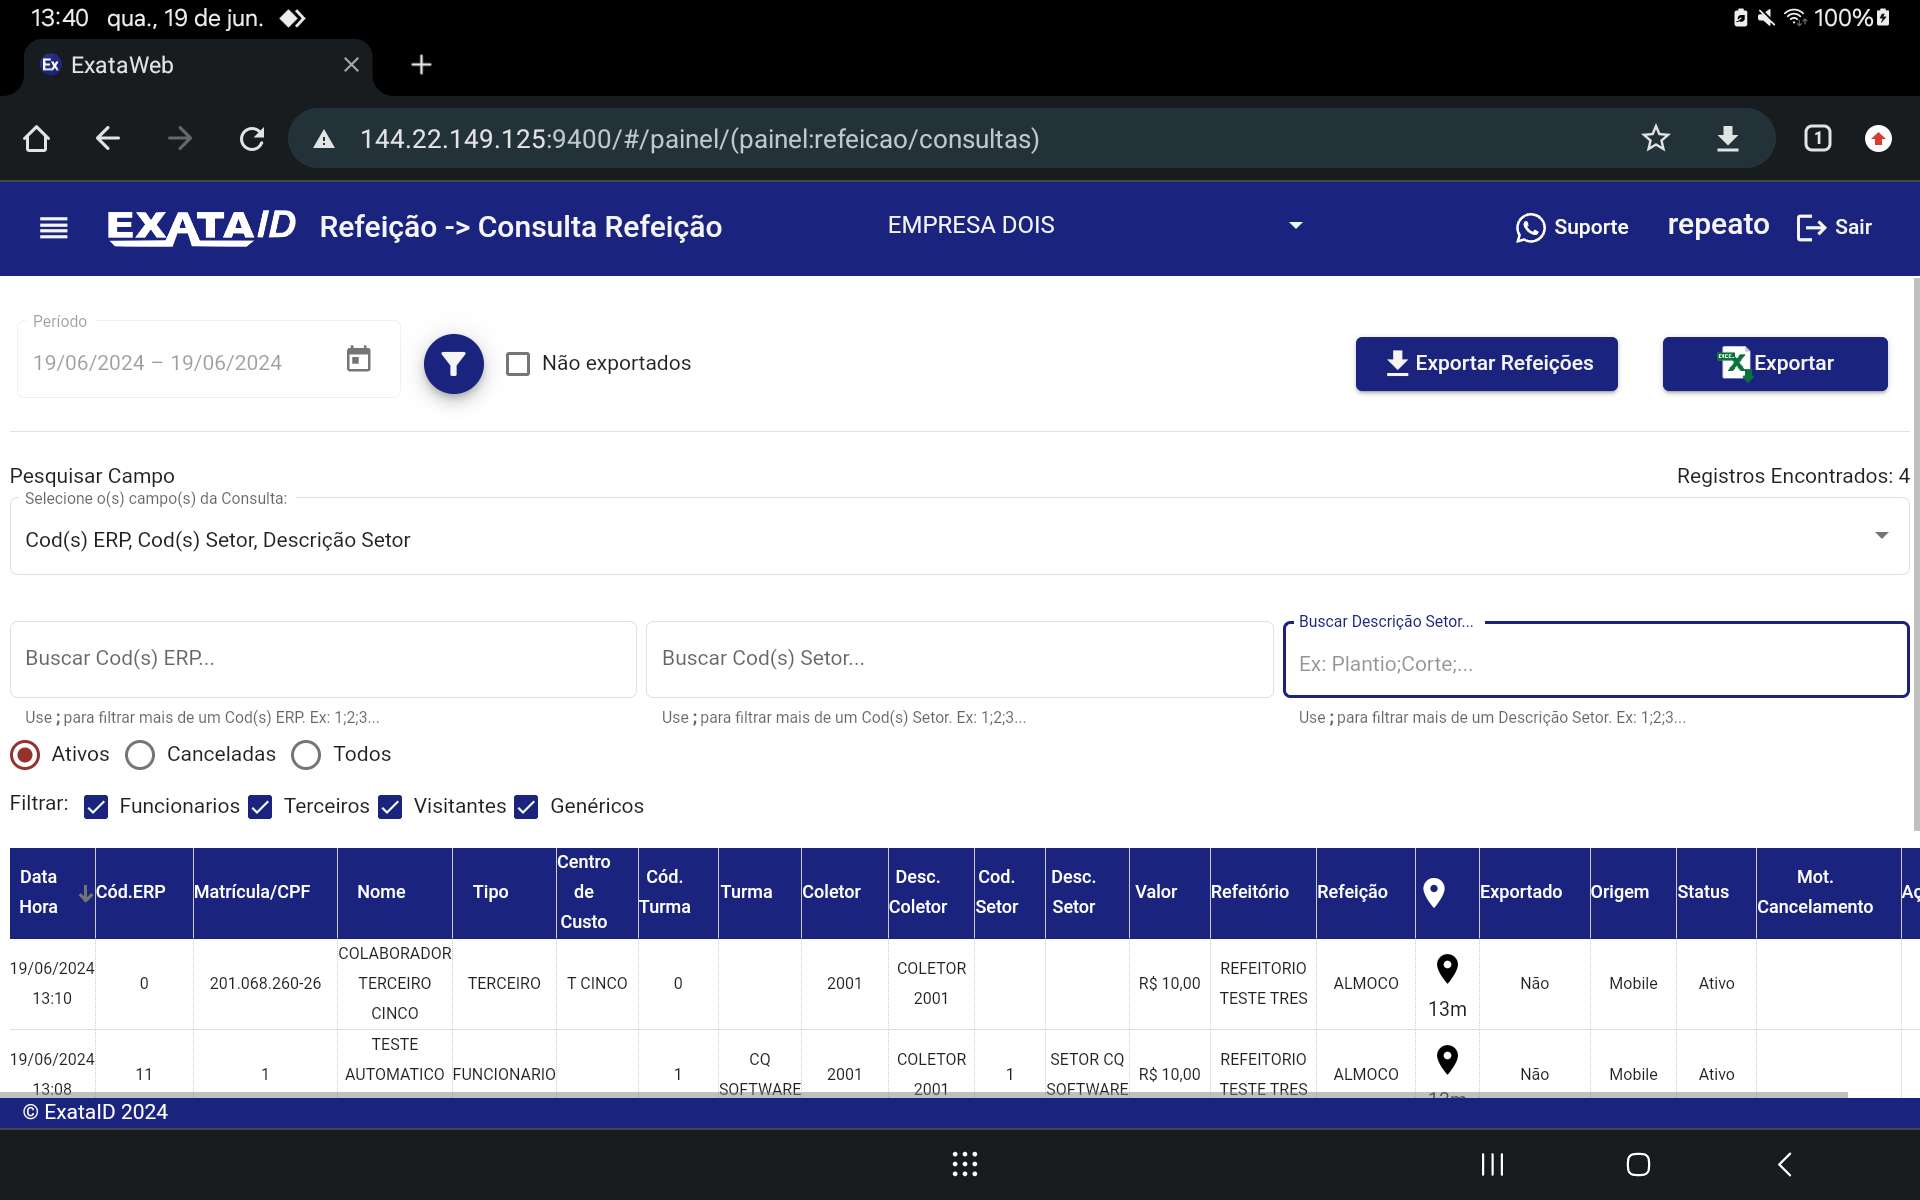 13:40 qua., 19 de jun. 100%
Ex ExataWeb
144.22.149.125:9400/#/painel/(painel:refeicao/consultas) 1
EXATAID Refeição -> Consulta Refeição EMPRESA DOIS Suporte repeato Sair
Período
19/06/2024 – 19/06/2024 Não exportados Exportar Refeições Exportar
Pesquisar Campo Registros Encontrados: 4
Selecione o(s) campo(s) da Consulta:
Cod(s) ERP, Cod(s) Setor, Descrição Setor
Buscar Descrição Setor...
Buscar Cod(s) ERP... Buscar Cod(s) Setor... Ex: Plantio;Corte;...
Use ; para filtrar mais de um Cod(s) ERP. Ex: 1;2;3... Use ; para filtrar mais de um Cod(s) Setor. Ex: 1;2;3... Use ; para filtrar mais de um Descrição Setor. Ex: 1;2;3...
Ativos Canceladas Todos
Filtrar: Funcionarios Terceiros Visitantes Genéricos
Data Hora Cód.ERP Matrícula/CPF Nome Tipo Centro de Custo Cód. Turma Turma Coletor Desc. Coletor Cod. Setor Desc. Setor Valor Refeitório Refeição Exportado Origem Status Mot. Cancelamento Aç
19/06/2024 13:10 0 201.068.260-26 COLABORADOR TERCEIRO CINCO TERCEIRO T CINCO 0 2001 COLETOR 2001 R$ 10,00 REFEITORIO TESTE TRES ALMOCO 13m Não Mobile Ativo
19/06/2024 13:08 11 1 TESTE AUTOMATICO FUNCIONARIO 1 CQ SOFTWARE 2001 COLETOR 2001 1 SETOR CQ SOFTWARE R$ 10,00 REFEITORIO TESTE TRES ALMOCO Não Mobile Ativo
© ExataID 2024